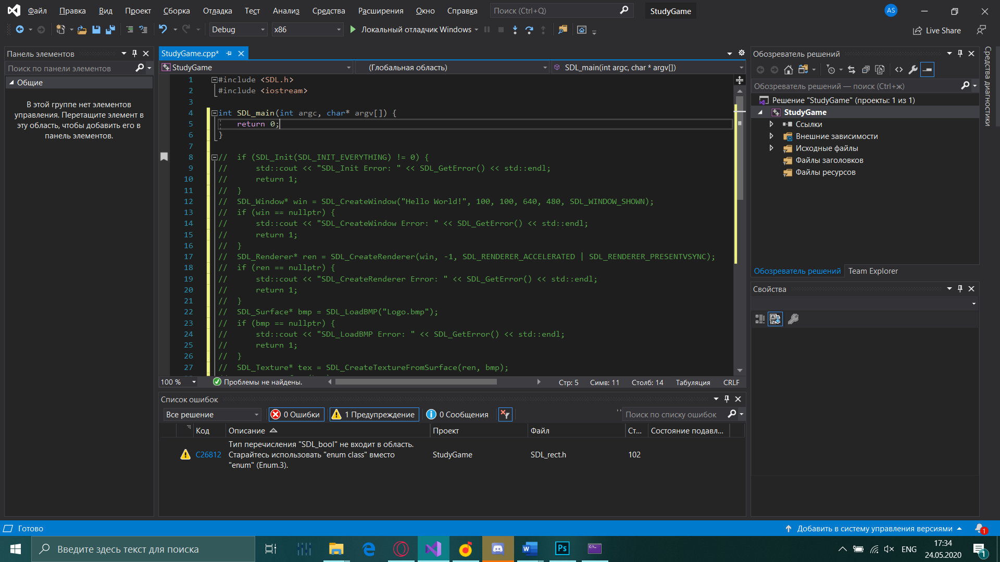 Файл Правка Вид Проект Сборка Отладка Тест Анализ Средства Расширения Окно Справка Поиск (Ctrl+Q) StudyGame AS
Debug x86 Локальный отладчик Windows Live Share
Панель элементов
Поиск по панели элементов
Общие
В этой группе нет элементов
управления. Перетащите элемент в
эту область, чтобы добавить его в
панель элементов.
StudyGame.cpp*
StudyGame (Глобальная область) SDL_main(int argc, char * argv[])
1 #include <SDL.h>
2 #include <iostream>
3
4 int SDL_main(int argc, char* argv[]) {
5 return 0;
6 }
7
8 // if (SDL_Init(SDL_INIT_EVERYTHING) != 0) {
9 // std::cout << "SDL_Init Error: " << SDL_GetError() << std::endl;
10 // return 1;
11 // }
12 // SDL_Window* win = SDL_CreateWindow("Hello World!", 100, 100, 640, 480, SDL_WINDOW_SHOWN);
13 // if (win == nullptr) {
14 // std::cout << "SDL_CreateWindow Error: " << SDL_GetError() << std::endl;
15 // return 1;
16 // }
17 // SDL_Renderer* ren = SDL_CreateRenderer(win, -1, SDL_RENDERER_ACCELERATED | SDL_RENDERER_PRESENTVSYNC);
18 // if (ren == nullptr) {
19 // std::cout << "SDL_CreateRenderer Error: " << SDL_GetError() << std::endl;
20 // return 1;
21 // }
22 // SDL_Surface* bmp = SDL_LoadBMP("Logo.bmp");
23 // if (bmp == nullptr) {
24 // std::cout << "SDL_LoadBMP Error: " << SDL_GetError() << std::endl;
25 // return 1;
26 // }
27 // SDL_Texture* tex = SDL_CreateTextureFromSurface(ren, bmp);
100 % Проблемы не найдены. Стр: 5 Симв: 11 Столб: 14 Табуляция CRLF
Список ошибок
Все решение 0 Ошибки 1 Предупреждение 0 Сообщения Поиск по списку ошибок
Код Описание Проект Файл Ст... Состояние подавл...
C26812 Тип перечисления "SDL_bool" не входит в область.
Старайтесь использовать "enum class" вместо
"enum" (Enum.3). StudyGame SDL_rect.h 102
Обозреватель решений
Обозреватель решений — поиск (Ctrl+ж)
Решение "StudyGame" (проекты: 1 из 1)
StudyGame
Ссылки
Внешние зависимости
Исходные файлы
Файлы заголовков
Файлы ресурсов
Обозреватель решений Team Explorer
Свойства
Средства диагностики
Готово Добавить в систему управления версиями 1
Введите здесь текст для поиска ENG 17:34
24.05.2020 1